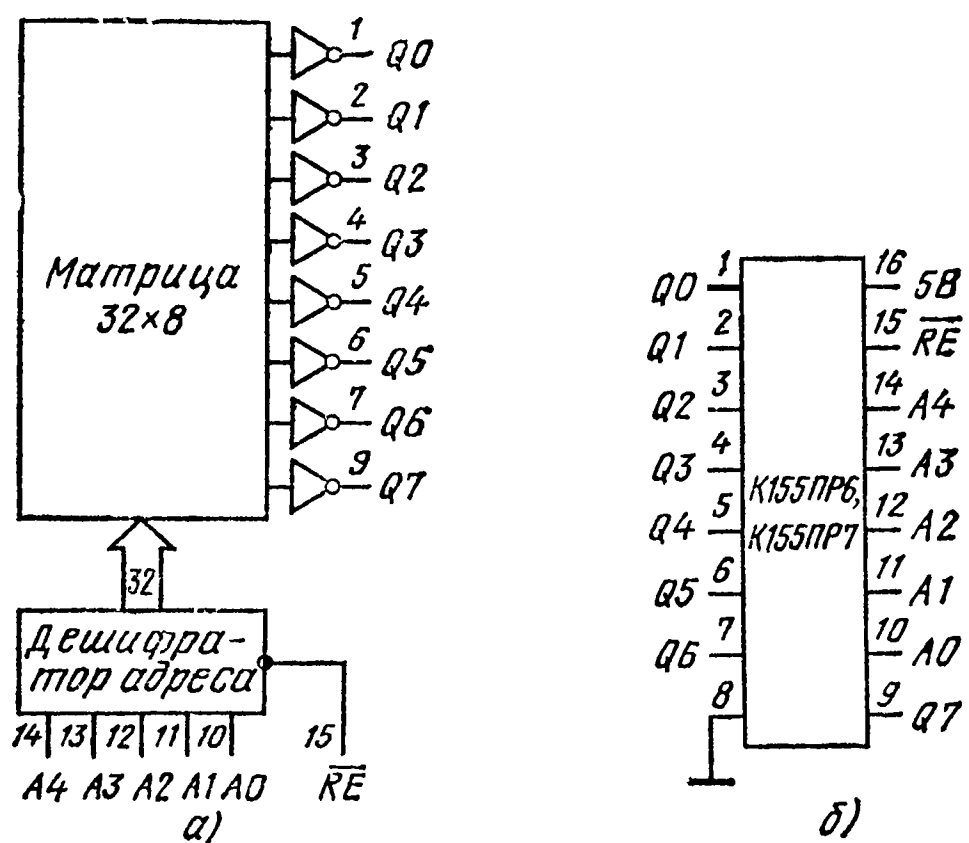 1 Q0
2 Q1
3 Q2
4 Q3
5 Q4
6 Q5
7 Q6
9 Q7
Матрица
32×8
32
Дешифра-
тор адреса
14 13 12 11 10 15
A4 A3 A2 A1 A0 R̅E̅
а)
Q0 1 16 5В
Q1 2 15 R̅E̅
Q2 3 14 A4
Q3 4 13 A3
К155ПР6,
К155ПР7
Q4 5 12 A2
Q5 6 11 A1
Q6 7 10 A0
8 9 Q7
б)